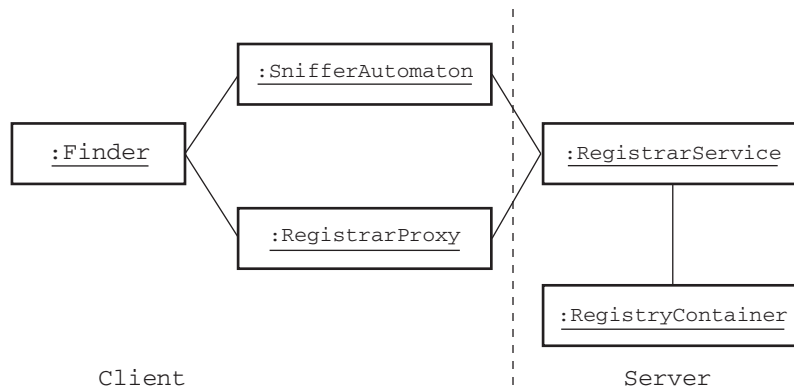 :SnifferAutomaton
:Finder
:RegistrarService
:RegistrarProxy
:RegistryContainer
Client
Server